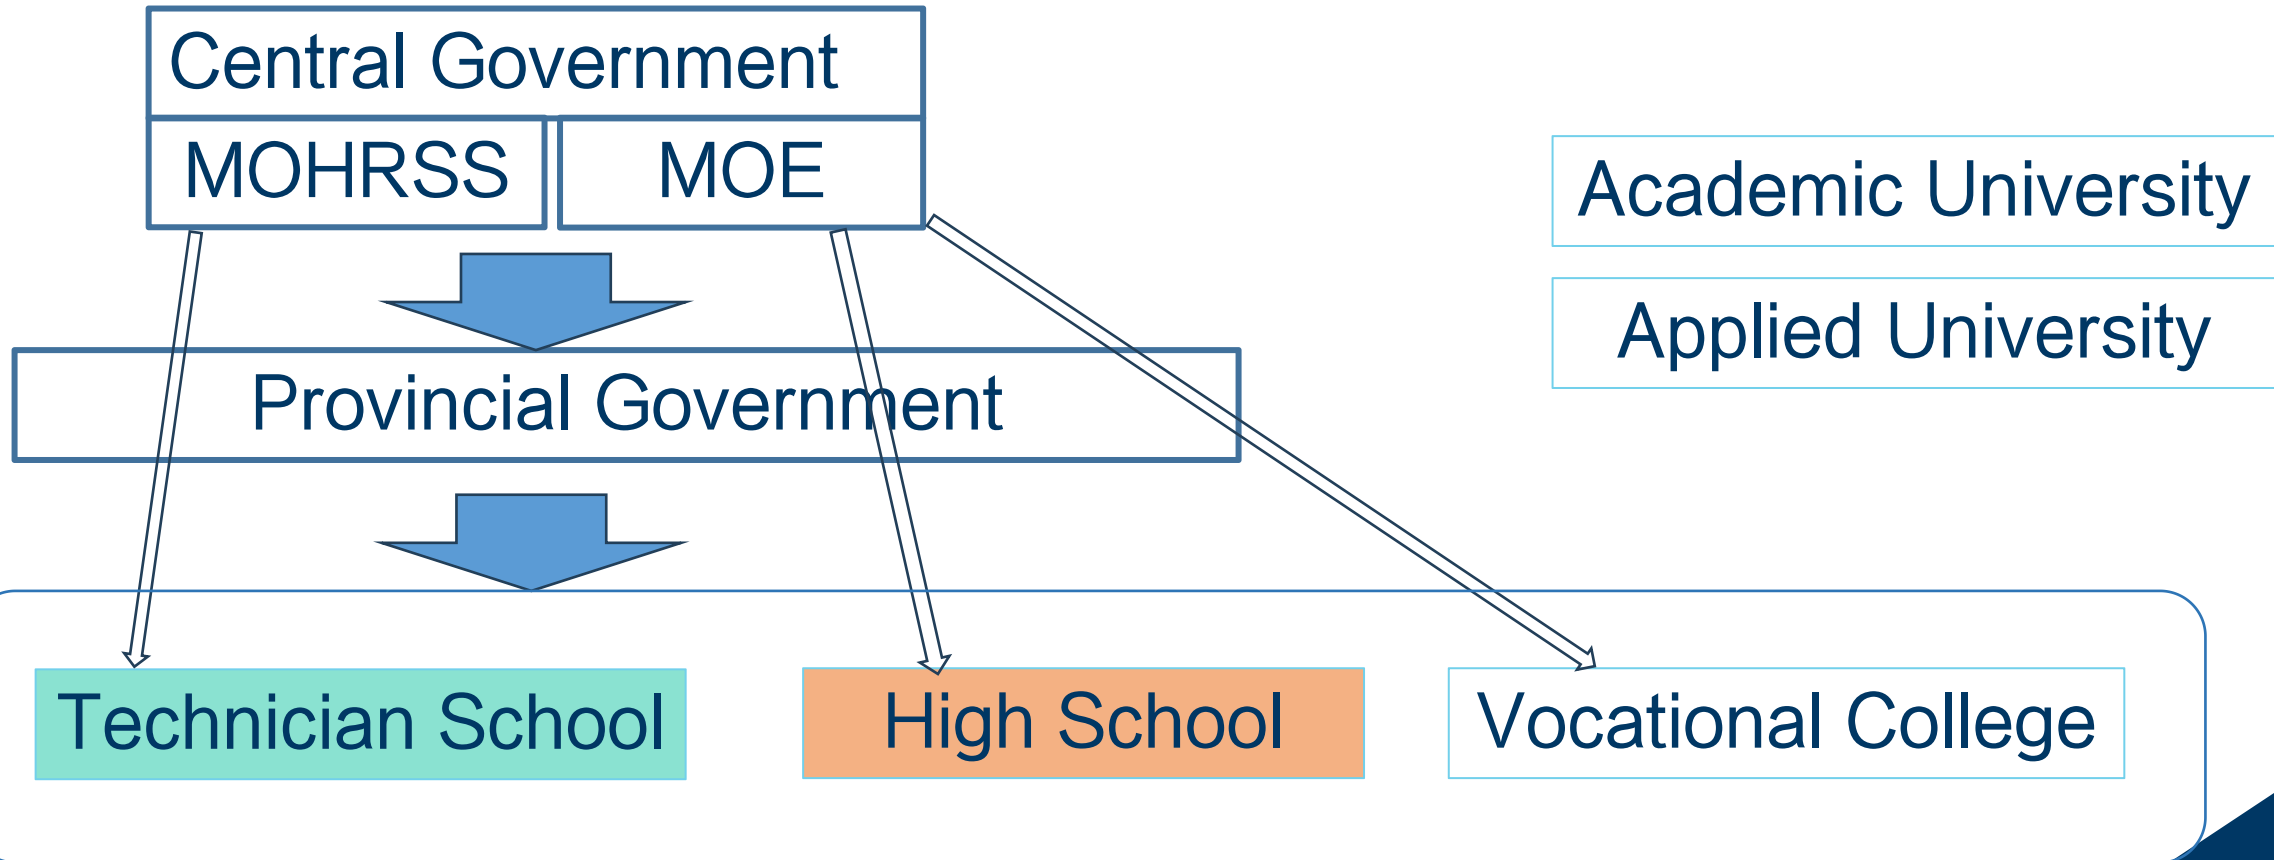 Central Government
MOHRSS
MOE
Academic University
Applied University
Provincial Government
Technician School
High School
Vocational College